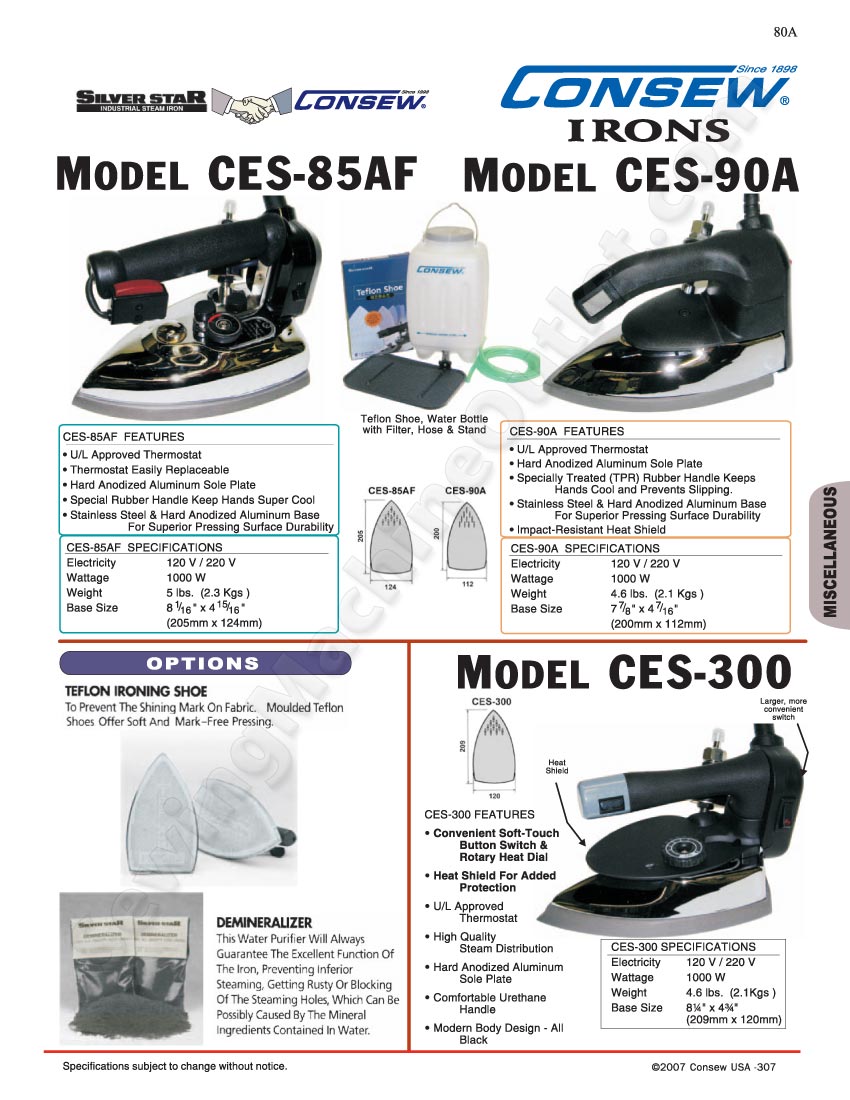 80A
SILVER STAR
INDUSTRIAL STEAM IRON
Since 1898
CONSEW®
Since 1898
CONSEW®
IRONS
MODEL CES-85AF
MODEL CES-90A
Teflon Shoe
CONSEW
Teflon Shoe, Water Bottle
with Filter, Hose & Stand
CES-85AF FEATURES
• U/L Approved Thermostat
• Thermostat Easily Replaceable
• Hard Anodized Aluminum Sole Plate
• Special Rubber Handle Keep Hands Super Cool
• Stainless Steel & Hard Anodized Aluminum Base
For Superior Pressing Surface Durability
CES-85AF SPECIFICATIONS
Electricity 120 V / 220 V
Wattage 1000 W
Weight 5 lbs. (2.3 Kgs )
Base Size 8 1/16" x 4 15/16"
(205mm x 124mm)
CES-85AF
205
124
CES-90A
200
112
CES-90A FEATURES
• U/L Approved Thermostat
• Hard Anodized Aluminum Sole Plate
• Specially Treated (TPR) Rubber Handle Keeps
Hands Cool and Prevents Slipping.
• Stainless Steel & Hard Anodized Aluminum Base
For Superior Pressing Surface Durability
• Impact-Resistant Heat Shield
CES-90A SPECIFICATIONS
Electricity 120 V / 220 V
Wattage 1000 W
Weight 4.6 lbs. (2.1 Kgs )
Base Size 7 7/8" x 4 7/16"
(200mm x 112mm)
MISCELLANEOUS
OPTIONS
TEFLON IRONING SHOE
To Prevent The Shining Mark On Fabric. Moulded Teflon
Shoes Offer Soft And Mark-Free Pressing.
SILVER STAR
DEMINERALIZER
SILVER STAR
DEMINERALIZER
DEMINERALIZER
This Water Purifier Will Always
Guarantee The Excellent Function Of
The Iron, Preventing Inferior
Steaming, Getting Rusty Or Blocking
Of The Steaming Holes, Which Can Be
Possibly Caused By The Mineral
Ingredients Contained In Water.
MODEL CES-300
CES-300
209
120
Larger, more
convenient
switch
Heat
Shield
CES-300 FEATURES
• Convenient Soft-Touch
Button Switch &
Rotary Heat Dial
• Heat Shield For Added
Protection
• U/L Approved
Thermostat
• High Quality
Steam Distribution
• Hard Anodized Aluminum
Sole Plate
• Comfortable Urethane
Handle
• Modern Body Design - All
Black
CES-300 SPECIFICATIONS
Electricity 120 V / 220 V
Wattage 1000 W
Weight 4.6 lbs. (2.1Kgs )
Base Size 8¼" x 4¾"
(209mm x 120mm)
Specifications subject to change without notice.
©2007 Consew USA -307
SewingMachineOutlet.com